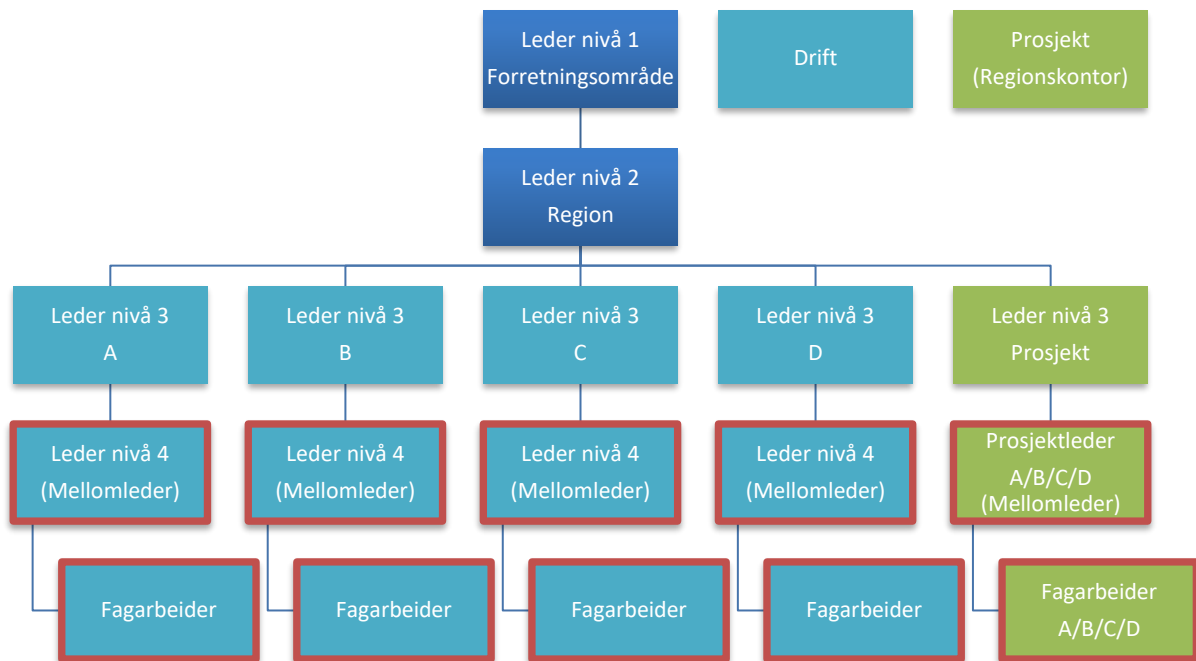 Leder nivå 1
Forretningsområde
Drift
Prosjekt
(Regionskontor)
Leder nivå 2
Region
Leder nivå 3
A
Leder nivå 3
B
Leder nivå 3
C
Leder nivå 3
D
Leder nivå 3
Prosjekt
Leder nivå 4
(Mellomleder)
Leder nivå 4
(Mellomleder)
Leder nivå 4
(Mellomleder)
Leder nivå 4
(Mellomleder)
Prosjektleder
A/B/C/D
(Mellomleder)
Fagarbeider
Fagarbeider
Fagarbeider
Fagarbeider
Fagarbeider
A/B/C/D